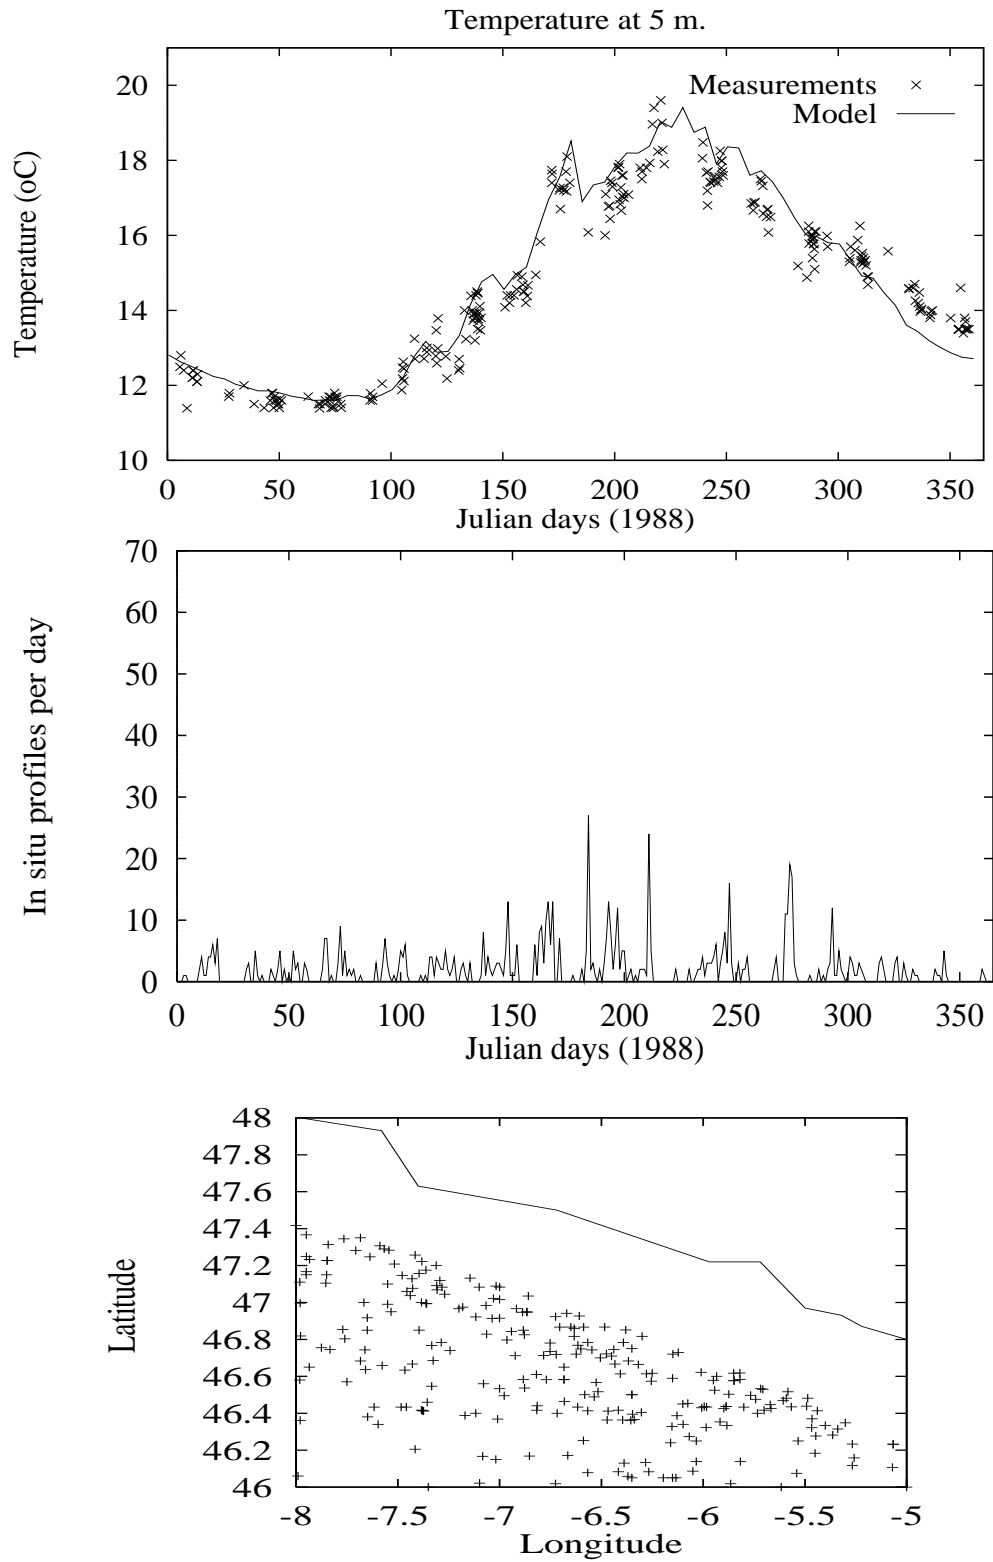 Temperature at 5 m.
20
18
16
14
12
10
Temperature (oC)
Measurements
Model
0 50 100 150 200 250 300 350
Julian days (1988)
70
60
50
40
30
20
10
0
In situ profiles per day
0 50 100 150 200 250 300 350
Julian days (1988)
48
47.8
47.6
47.4
47.2
47
46.8
46.6
46.4
46.2
46
Latitude
-8 -7.5 -7 -6.5 -6 -5.5 -5
Longitude